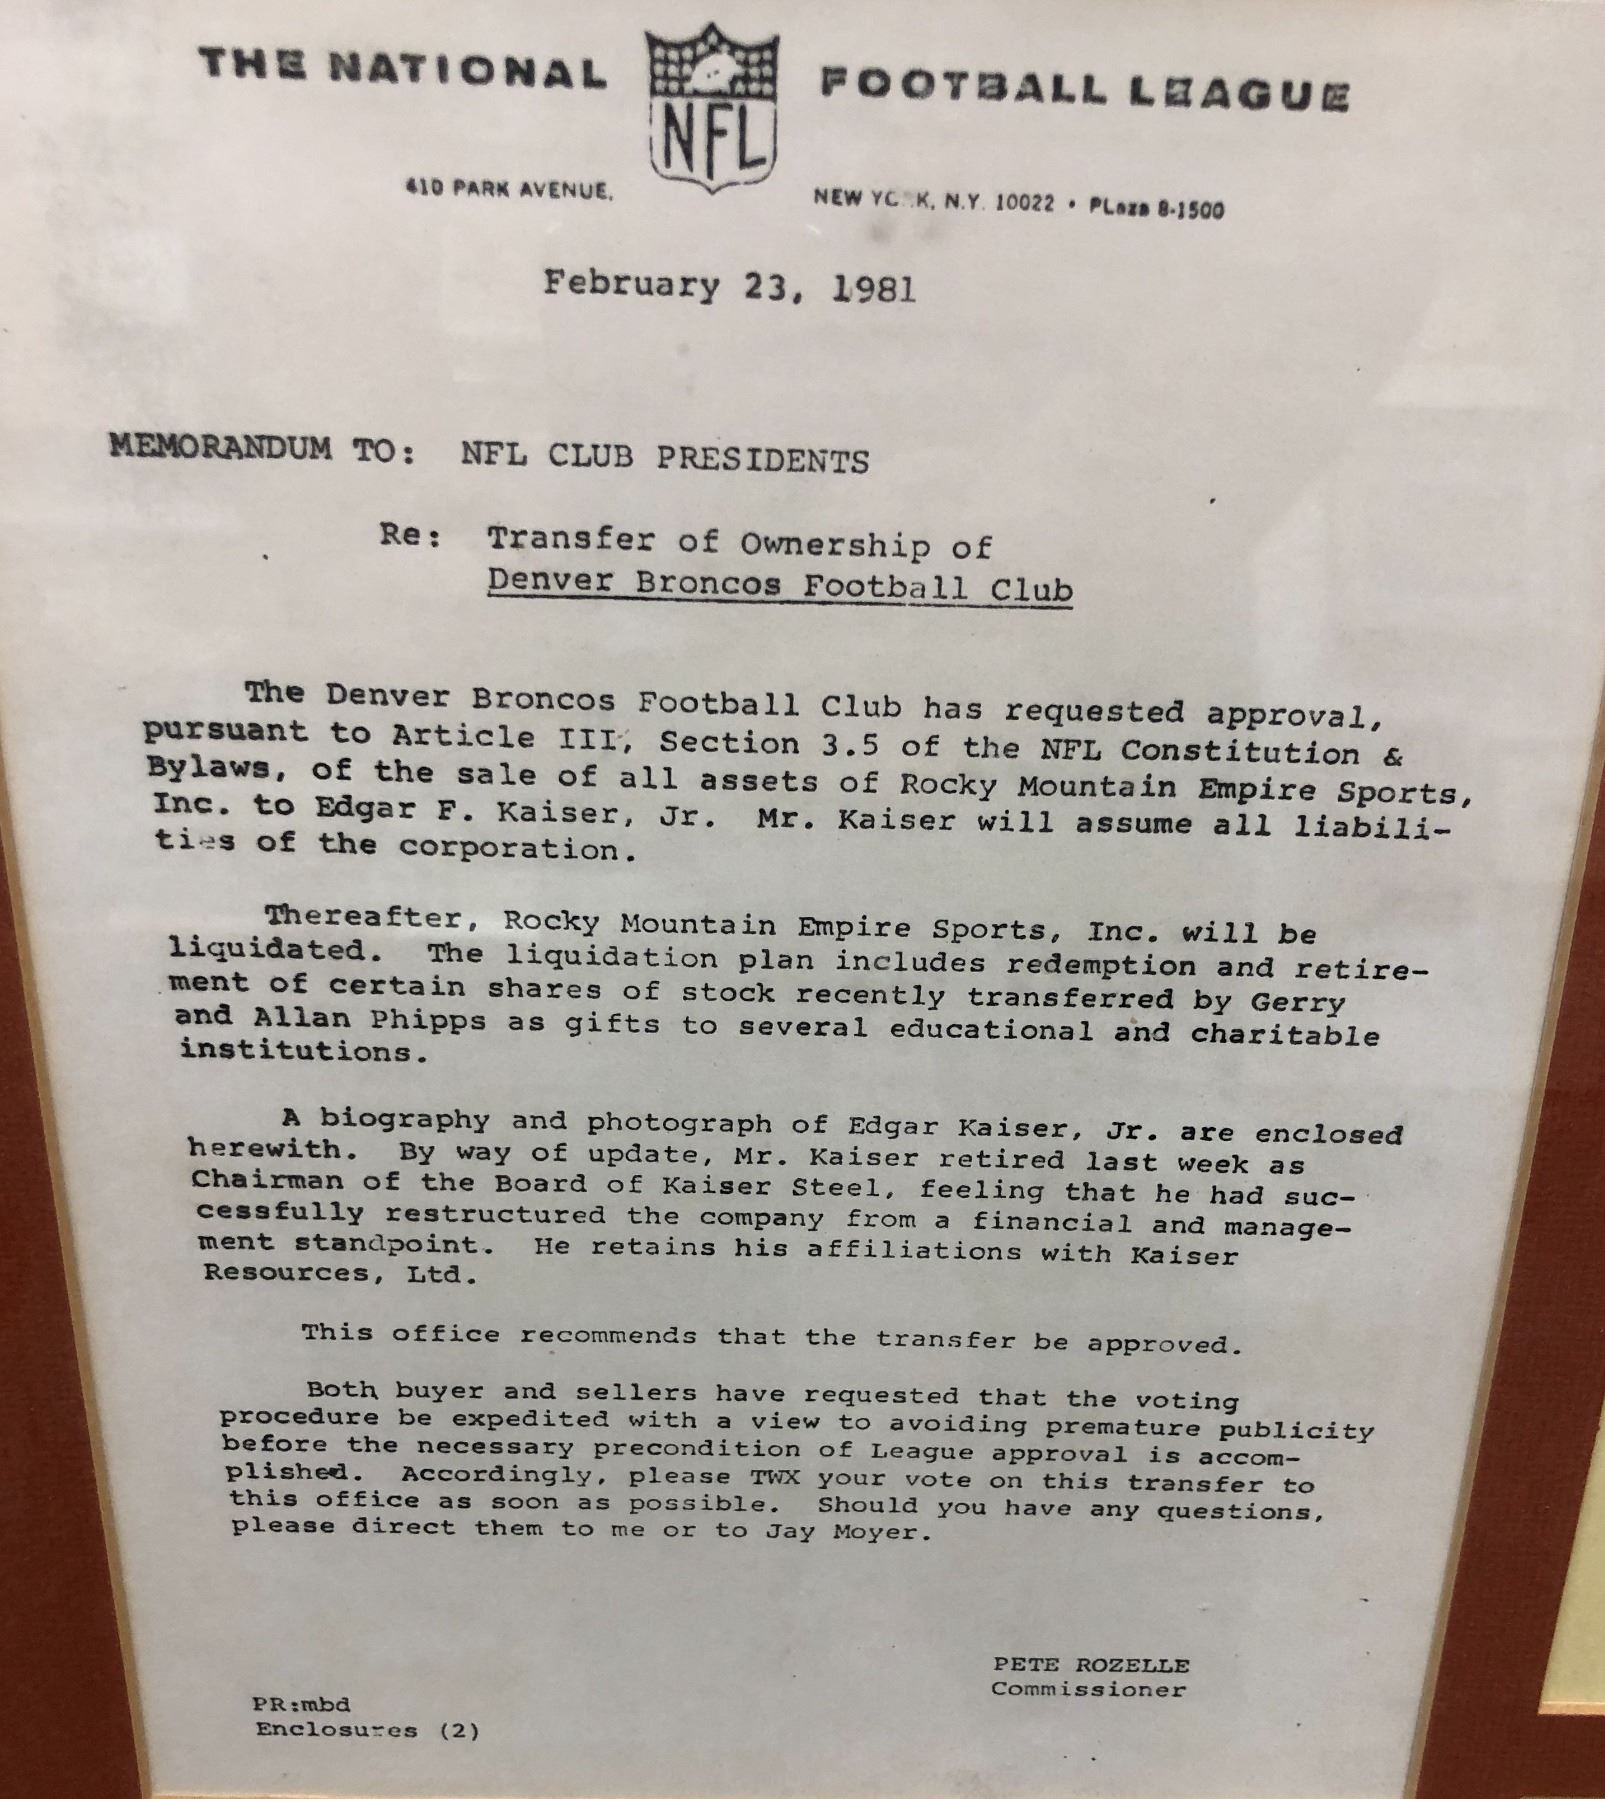 THE NATIONAL NFL FOOTBALL LEAGUE
410 PARK AVENUE, NEW YORK, N.Y. 10022 • PLaza 8-1500
February 23, 1981
MEMORANDUM TO: NFL CLUB PRESIDENTS
Re: Transfer of Ownership of
Denver Broncos Football Club
The Denver Broncos Football Club has requested approval,
pursuant to Article III, Section 3.5 of the NFL Constitution &
Bylaws, of the sale of all assets of Rocky Mountain Empire Sports,
Inc. to Edgar F. Kaiser, Jr. Mr. Kaiser will assume all liabili-
ties of the corporation.
Thereafter, Rocky Mountain Empire Sports, Inc. will be
liquidated. The liquidation plan includes redemption and retire-
ment of certain shares of stock recently transferred by Gerry
and Allan Phipps as gifts to several educational and charitable
institutions.
A biography and photograph of Edgar Kaiser, Jr. are enclosed
herewith. By way of update, Mr. Kaiser retired last week as
Chairman of the Board of Kaiser Steel, feeling that he had suc-
cessfully restructured the company from a financial and manage-
ment standpoint. He retains his affiliations with Kaiser
Resources, Ltd.
This office recommends that the transfer be approved.
Both buyer and sellers have requested that the voting
procedure be expedited with a view to avoiding premature publicity
before the necessary precondition of League approval is accom-
plished. Accordingly, please TWX your vote on this transfer to
this office as soon as possible. Should you have any questions,
please direct them to me or to Jay Moyer.
PETE ROZELLE
Commissioner
PR:mbd
Enclosures (2)